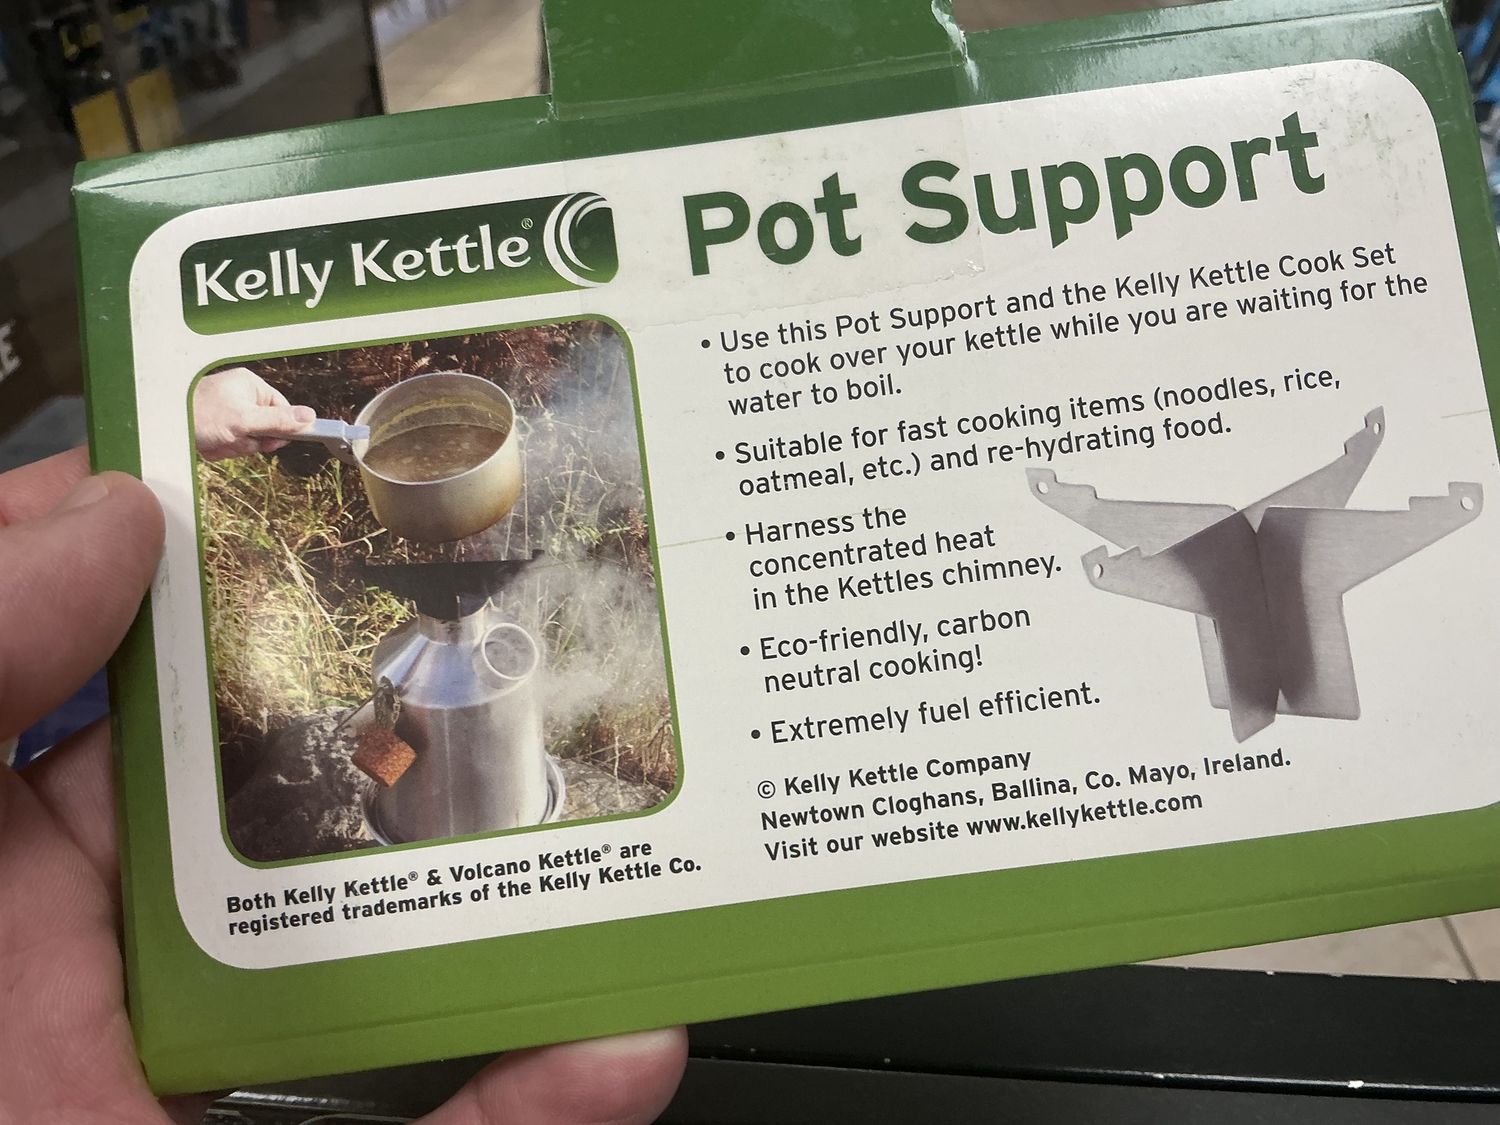 Kelly Kettle®
Pot Support
• Use this Pot Support and the Kelly Kettle Cook Set
to cook over your kettle while you are waiting for the
water to boil.
• Suitable for fast cooking items (noodles, rice,
oatmeal, etc.) and re-hydrating food.
• Harness the
concentrated heat
in the Kettles chimney.
• Eco-friendly, carbon
neutral cooking!
• Extremely fuel efficient.
© Kelly Kettle Company
Newtown Cloghans, Ballina, Co. Mayo, Ireland.
Visit our website www.kellykettle.com
Both Kelly Kettle® & Volcano Kettle® are
registered trademarks of the Kelly Kettle Co.